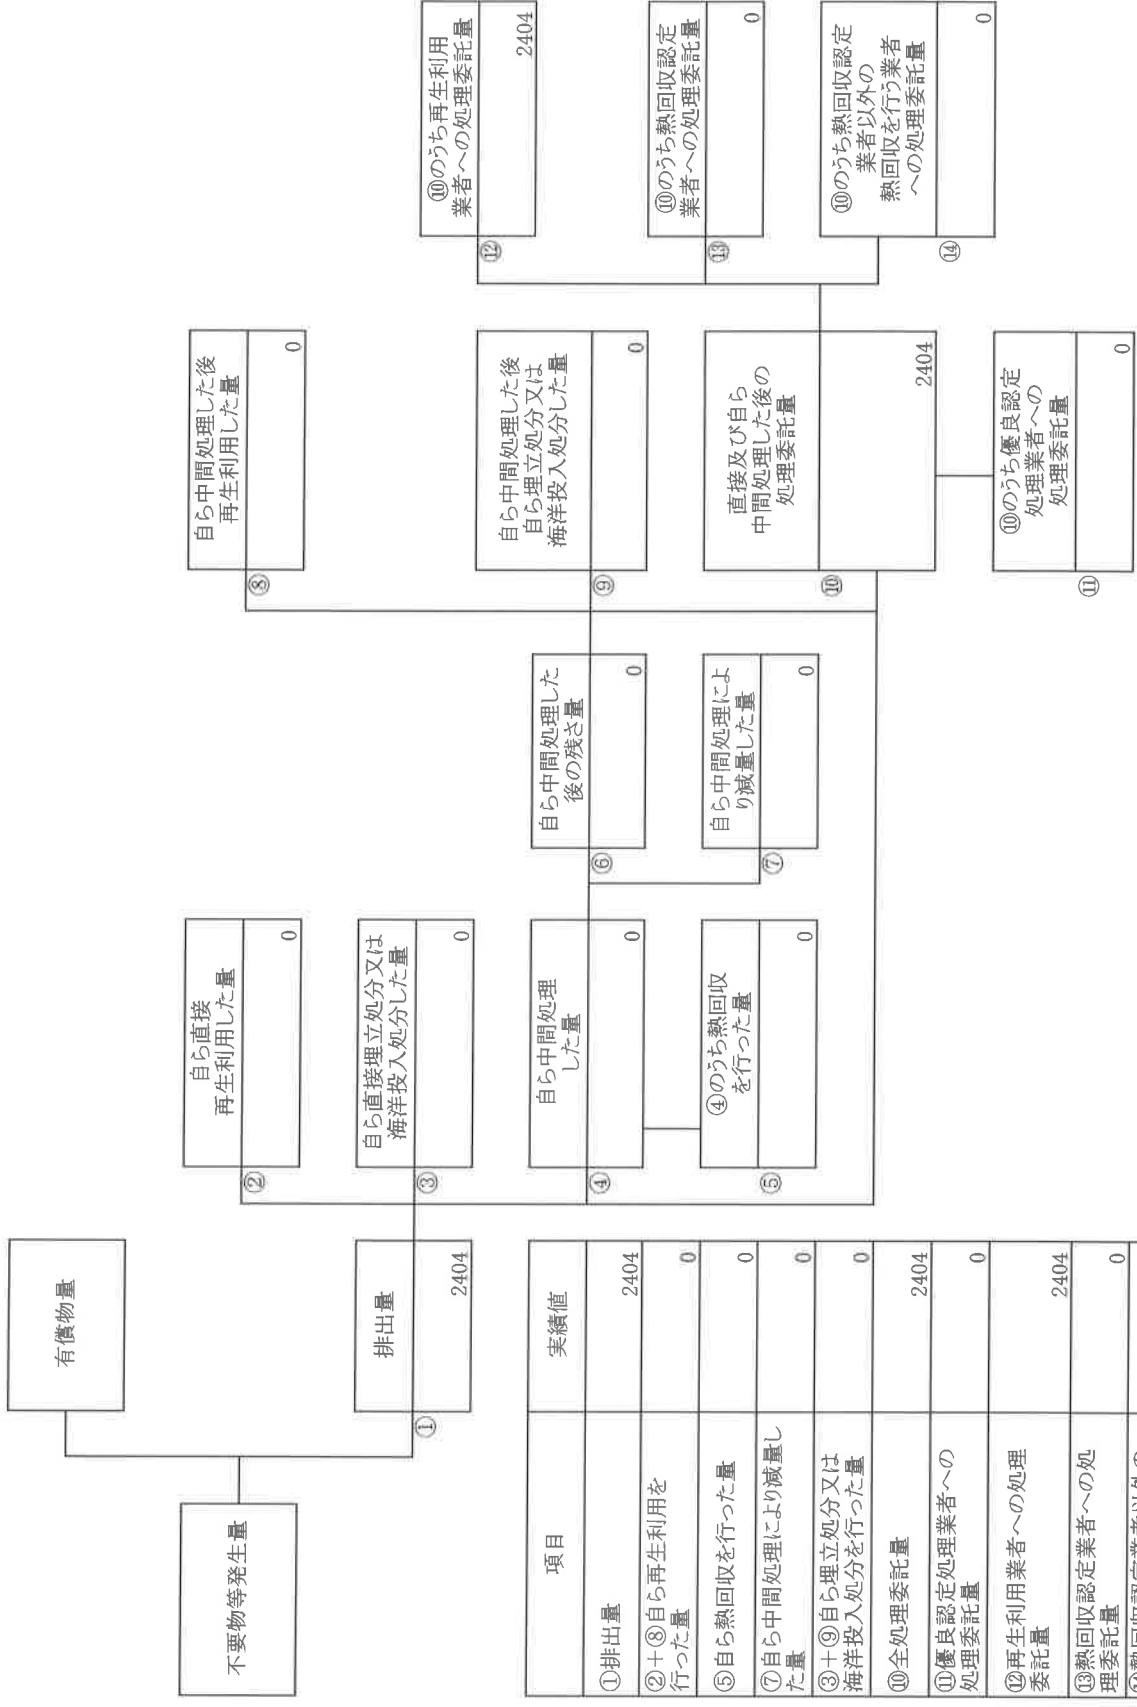 不要物等発生量
有償物量
①
排出量
2404
②
自ら直接
再生利用した量
0
③
自ら直接埋立処分又は
海洋投入処分した量
0
④
自ら中間処理
した量
0
⑤
④のうち熱回収
を行った量
0
⑥
自ら中間処理した
後の残さ量
0
⑦
自ら中間処理によ
り減量した量
0
⑧
自ら中間処理した後
再生利用した量
0
⑨
自ら中間処理した後
自ら埋立処分又は
海洋投入処分した量
0
⑩
直接及び自ら
中間処理した後の
処理委託量
2404
⑪
⑩のうち優良認定
処理業者への
処理委託量
0
⑫
⑩のうち再生利用
業者への処理委託量
2404
⑬
⑩のうち熱回収認定
業者への処理委託量
0
⑭
⑩のうち熱回収認定
業者以外の
熱回収を行う業者
への処理委託量
0
項目 実績値
①排出量 2404
②+⑧自ら再生利用を
行った量 0
⑤自ら熱回収を行った量 0
⑦自ら中間処理により減量し
た量 0
③+⑨自ら埋立処分又は
海洋投入処分を行った量 0
⑩全処理委託量 2404
⑪優良認定処理業者への
処理委託量 0
⑫再生利用業者への処理
委託量 2404
⑬熱回収認定業者への処
理委託量 0